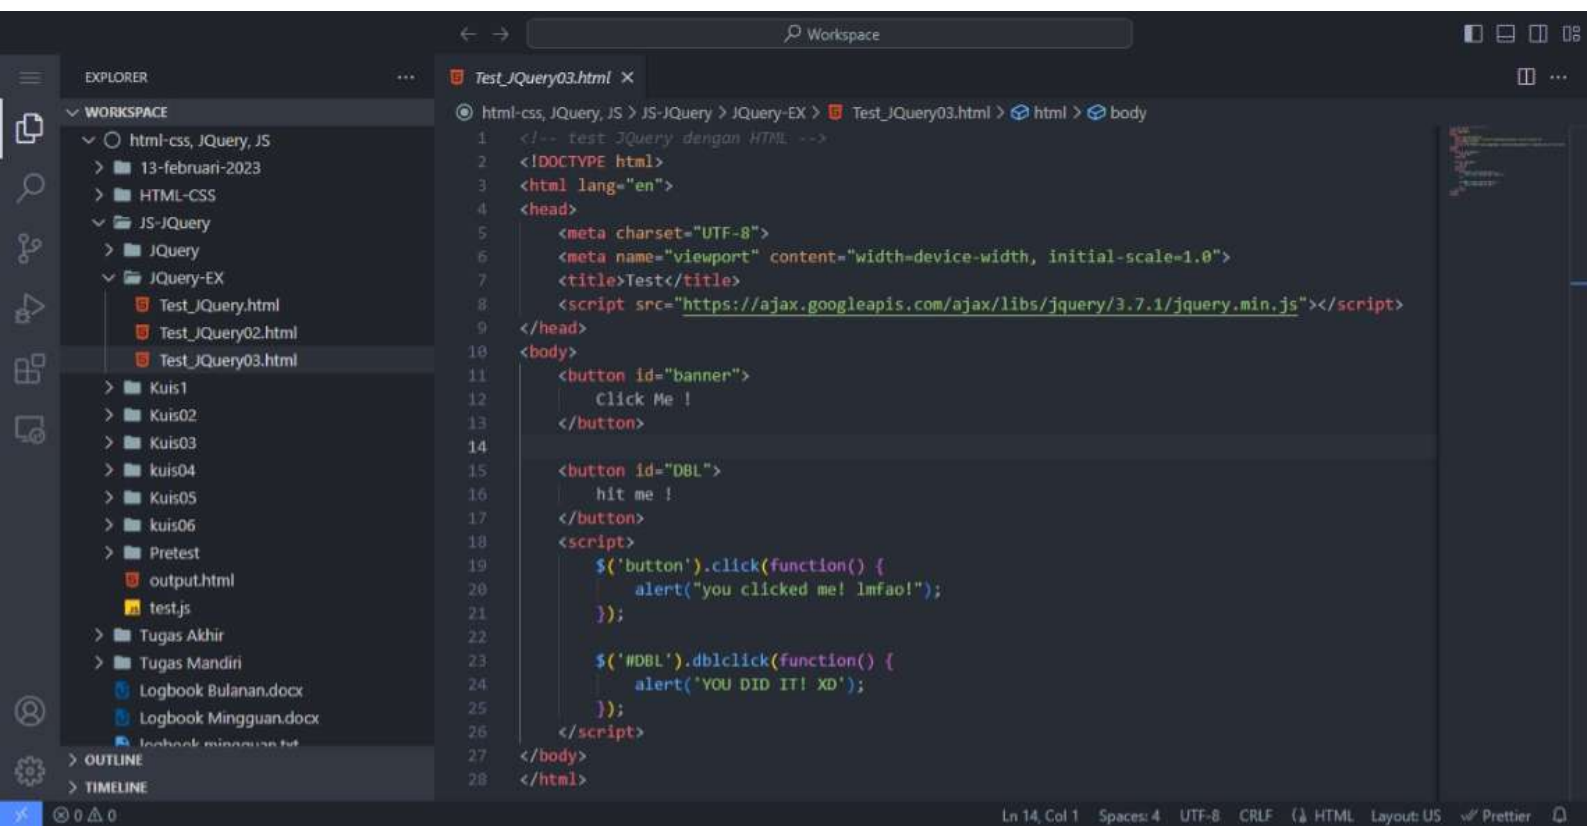 Workspace
EXPLORER
Test_JQuery03.html
WORKSPACE
html-css, JQuery, JS > JS-JQuery > JQuery-EX > Test_JQuery03.html > html > body
html-css, JQuery, JS
13-februari-2023
HTML-CSS
JS-JQuery
JQuery
JQuery-EX
Test_JQuery.html
Test_JQuery02.html
Test_JQuery03.html
Kuis1
Kuis02
Kuis03
kuis04
Kuis05
kuis06
Pretest
output.html
test.js
Tugas Akhir
Tugas Mandiri
Logbook Bulanan.docx
Logbook Mingguan.docx
logbook mingguan.txt
OUTLINE
TIMELINE
1 <!-- test JQuery dengan HTML -->
2 <!DOCTYPE html>
3 <html lang="en">
4 <head>
5 <meta charset="UTF-8">
6 <meta name="viewport" content="width=device-width, initial-scale=1.0">
7 <title>Test</title>
8 <script src="https://ajax.googleapis.com/ajax/libs/jquery/3.7.1/jquery.min.js"></script>
9 </head>
10 <body>
11 <button id="banner">
12 Click Me !
13 </button>
14
15 <button id="DBL">
16 hit me !
17 </button>
18 <script>
19 $('button').click(function() {
20 alert("you clicked me! lmfao!");
21 });
22
23 $('#DBL').dblclick(function() {
24 alert('YOU DID IT! XD');
25 });
26 </script>
27 </body>
28 </html>
0 0
Ln 14, Col 1 Spaces: 4 UTF-8 CRLF HTML Layout: US Prettier